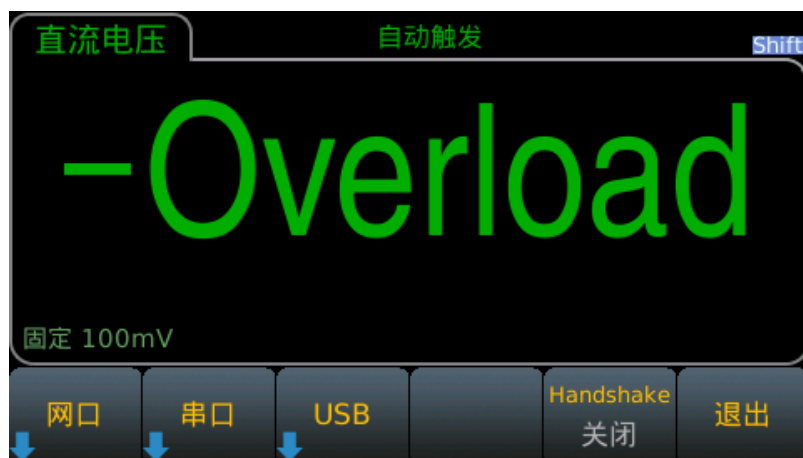 直流电压
自动触发
Shift
-Overload
固定 100mV
网口
串口
USB
Handshake
关闭
退出